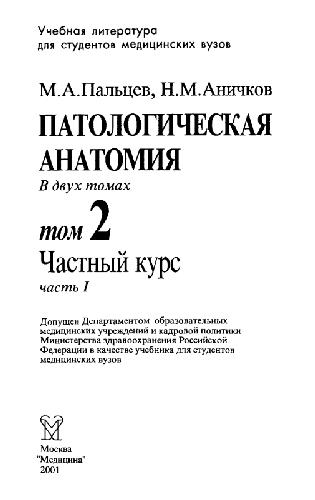 Учебная литература
для студентов медицинских вузов
М.А.Пальцев, Н.М.Аничков
ПАТОЛОГИЧЕСКАЯ
АНАТОМИЯ
В двух томах
том 2
Частный курс
часть I
Допущен Департаментом образовательных
медицинских учреждений и кадровой политики
Министерства здравоохранения Российской
Федерации в качестве учебника для студентов
медицинских вузов
Москва
"Медицина"
2001